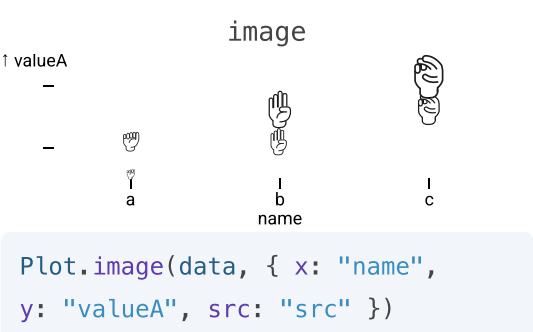 image
↑ valueA
a
b
c
name
Plot.image(data, { x: "name",
y: "valueA", src: "src" })